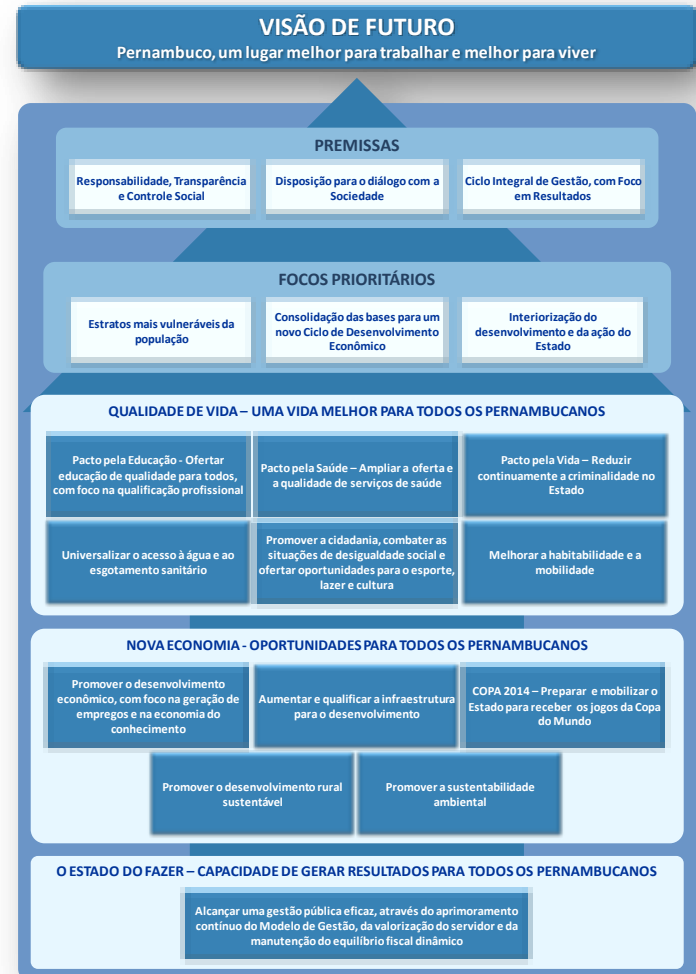 VISÃO DE FUTURO
Pernambuco, um lugar melhor para trabalhar e melhor para viver
PREMISSAS
Responsabilidade, Transparência
e Controle Social
Disposição para o diálogo com a
Sociedade
Ciclo Integral de Gestão, com Foco
em Resultados
FOCOS PRIORITÁRIOS
Estratos mais vulneráveis da
população
Consolidação das bases para um
novo Ciclo de Desenvolvimento
Econômico
Interiorização do
desenvolvimento e da ação do
Estado
QUALIDADE DE VIDA – UMA VIDA MELHOR PARA TODOS OS PERNAMBUCANOS
Pacto pela Educação - Ofertar
educação de qualidade para todos,
com foco na qualificação profissional
Pacto pela Saúde – Ampliar a oferta e
a qualidade de serviços de saúde
Pacto pela Vida – Reduzir
continuamente a criminalidade no
Estado
Universalizar o acesso à água e ao
esgotamento sanitário
Promover a cidadania, combater as
situações de desigualdade social e
ofertar oportunidades para o esporte,
lazer e cultura
Melhorar a habitabilidade e a
mobilidade
NOVA ECONOMIA - OPORTUNIDADES PARA TODOS OS PERNAMBUCANOS
Promover o desenvolvimento
econômico, com foco na geração de
empregos e na economia do
conhecimento
Aumentar e qualificar a infraestrutura
para o desenvolvimento
COPA 2014 – Preparar e mobilizar o
Estado para receber os jogos da Copa
do Mundo
Promover o desenvolvimento rural
sustentável
Promover a sustentabilidade
ambiental
O ESTADO DO FAZER – CAPACIDADE DE GERAR RESULTADOS PARA TODOS OS PERNAMBUCANOS
Alcançar uma gestão pública eficaz, através do aprimoramento
contínuo do Modelo de Gestão, da valorização do servidor e da
manutenção do equilíbrio fiscal dinâmico